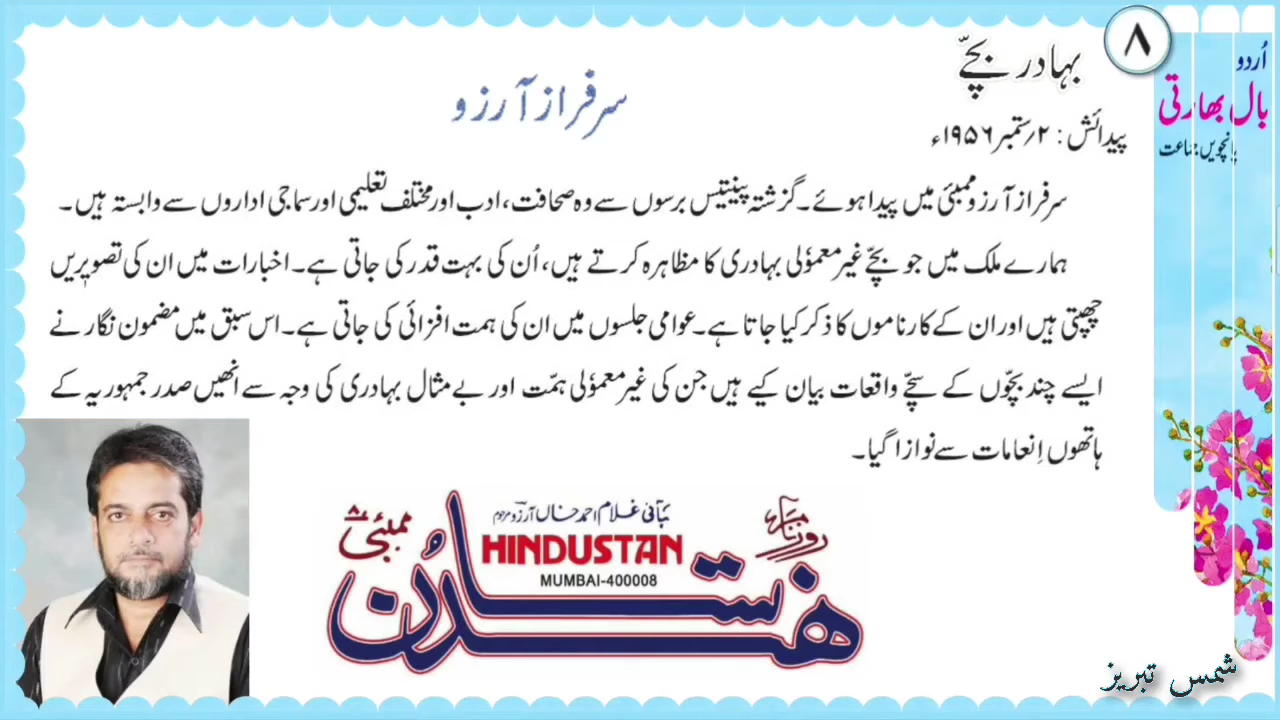 ۸
بہادر بچّے
سرفراز آرزو
پیدائش : ۲؍ستمبر ۱۹۵۶ء
سرفراز آرزو ممبئی میں پیدا ہوئے۔ گزشتہ پینتیس برسوں سے وہ صحافت، ادب اور مختلف تعلیمی اور سماجی اداروں سے وابستہ ہیں۔
ہمارے ملک میں جو بچّے غیر معمولی بہادری کا مظاہرہ کرتے ہیں، اُن کی بہت قدر کی جاتی ہے۔ اخبارات میں ان کی تصویریں
چھپتی ہیں اور ان کے کارناموں کا ذکر کیا جاتا ہے۔ عوامی جلسوں میں ان کی ہمت افزائی کی جاتی ہے۔ اس سبق میں مضمون نگار نے
ایسے چند بچّوں کے سچّے واقعات بیان کیے ہیں جن کی غیر معمولی ہمّت اور بے مثال بہادری کی وجہ سے انھیں صدر جمہوریہ کے
ہاتھوں اِنعامات سے نوازا گیا۔
اُردو
بال بھارتی
پانچویں جماعت
روزنامہ
بانی غلام احمد خاں آرزو مرحوم
ممبئی ۸
HINDUSTAN
MUMBAI-400008
ھندستان
شمس تبریز